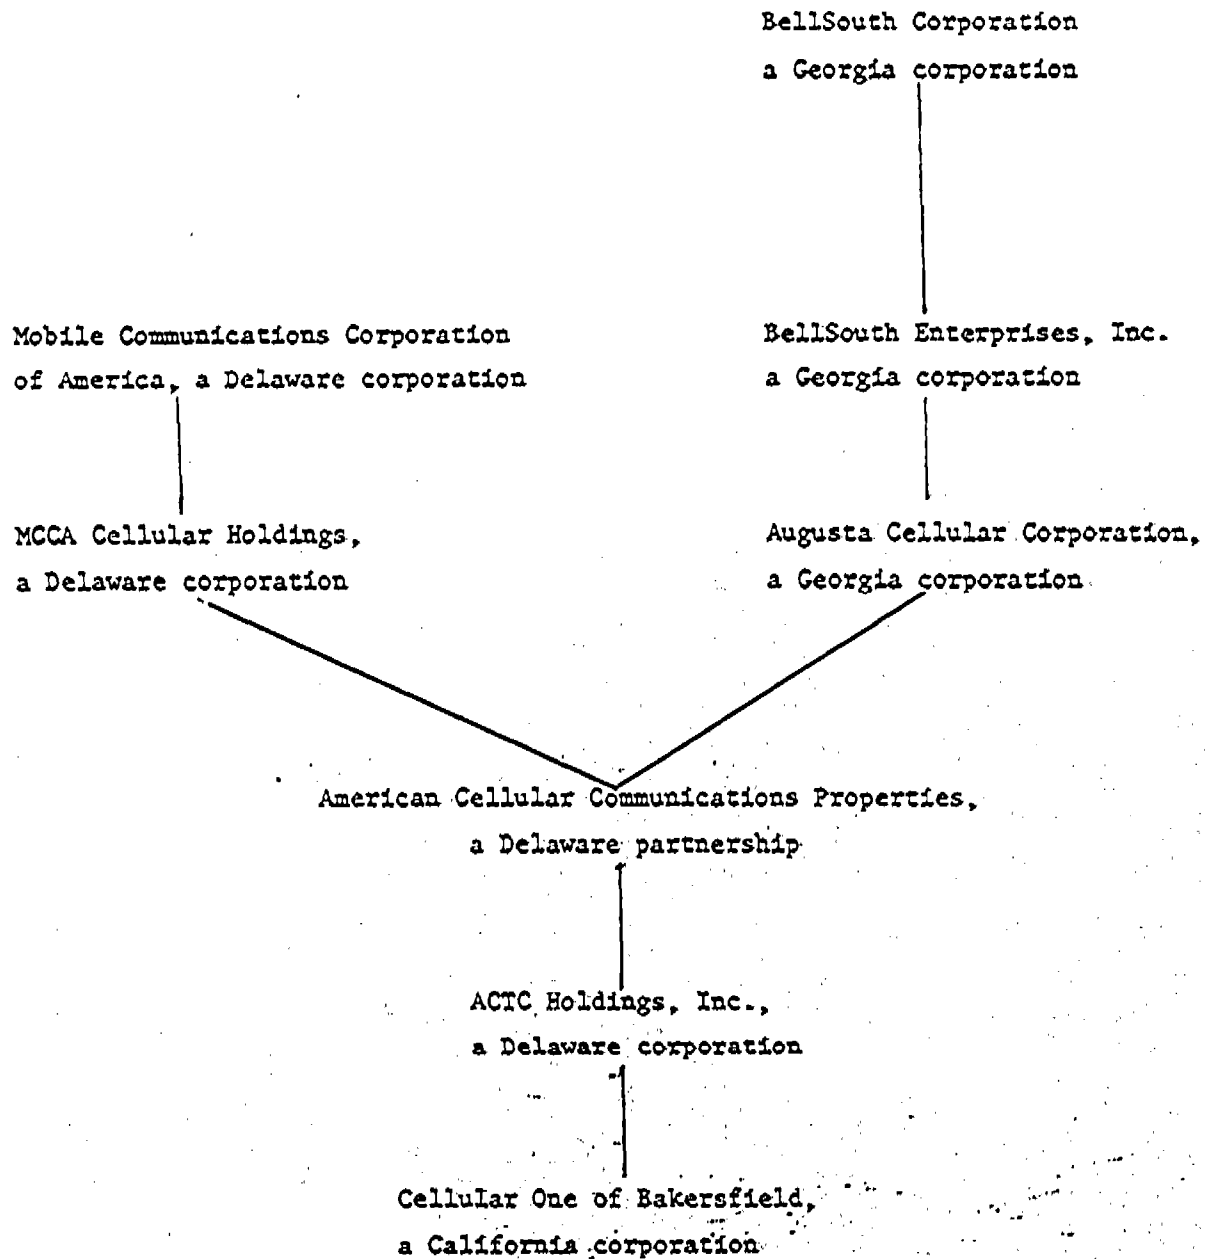 BellSouth Corporation
a Georgia corporation
Mobile Communications Corporation
of America, a Delaware corporation
BellSouth Enterprises, Inc.
a Georgia corporation
MCCA Cellular Holdings,
a Delaware corporation
Augusta Cellular Corporation,
a Georgia corporation
American Cellular Communications Properties,
a Delaware partnership
ACTC Holdings, Inc.,
a Delaware corporation
Cellular One of Bakersfield,
a California corporation